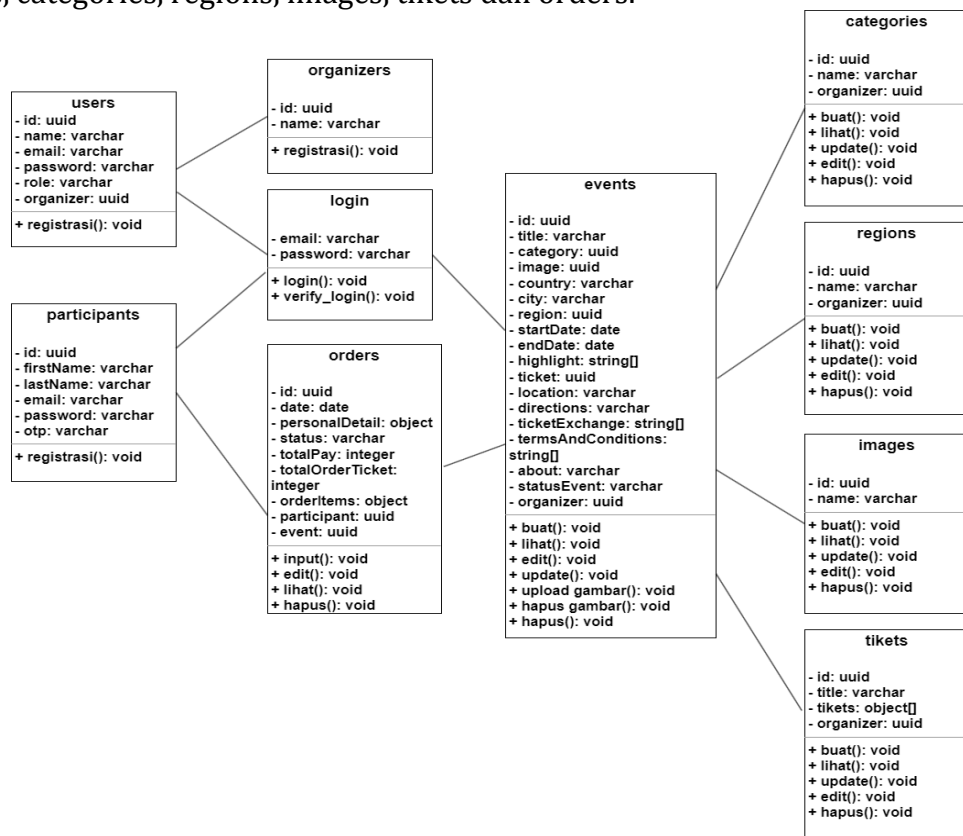 , categories, regions, images, tikets dan orders.
users
- id: uuid
- name: varchar
- email: varchar
- password: varchar
- role: varchar
- organizer: uuid
+ registrasi(): void
participants
- id: uuid
- firstName: varchar
- lastName: varchar
- email: varchar
- password: varchar
- otp: varchar
+ registrasi(): void
organizers
- id: uuid
- name: varchar
+ registrasi(): void
login
- email: varchar
- password: varchar
+ login(): void
+ verify_login(): void
orders
- id: uuid
- date: date
- personalDetail: object
- status: varchar
- totalPay: integer
- totalOrderTicket:
integer
- orderItems: object
- participant: uuid
- event: uuid
+ input(): void
+ edit(): void
+ lihat(): void
+ hapus(): void
events
- id: uuid
- title: varchar
- category: uuid
- image: uuid
- country: varchar
- city: varchar
- region: uuid
- startDate: date
- endDate: date
- highlight: string[]
- ticket: uuid
- location: varchar
- directions: varchar
- ticketExchange: string[]
- termsAndConditions:
string[]
- about: varchar
- statusEvent: varchar
- organizer: uuid
+ buat(): void
+ lihat(): void
+ edit(): void
+ update(): void
+ upload gambar(): void
+ hapus gambar(): void
+ hapus(): void
categories
- id: uuid
- name: varchar
- organizer: uuid
+ buat(): void
+ lihat(): void
+ update(): void
+ edit(): void
+ hapus(): void
regions
- id: uuid
- name: varchar
- organizer: uuid
+ buat(): void
+ lihat(): void
+ update(): void
+ edit(): void
+ hapus(): void
images
- id: uuid
- name: varchar
+ buat(): void
+ lihat(): void
+ update(): void
+ edit(): void
+ hapus(): void
tikets
- id: uuid
- title: varchar
- tikets: object[]
- organizer: uuid
+ buat(): void
+ lihat(): void
+ update(): void
+ edit(): void
+ hapus(): void